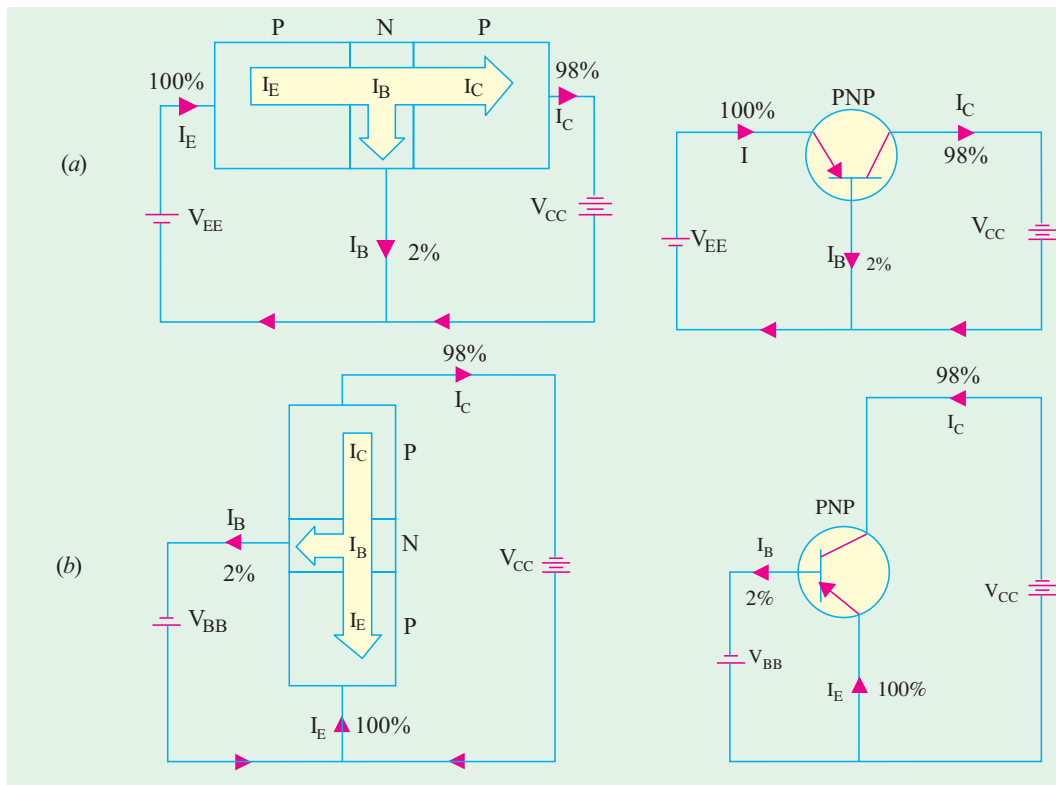 P N P
100% I_E I_B I_C 98%
I_E I_C
(a)
V_EE V_CC
I_B 2%
PNP I_C
100% 98%
I
V_EE V_CC
I_B 2%
98%
I_C
I_C P
I_B
I_B N
2%
(b)
V_CC
V_BB I_E P
I_E 100%
98%
I_C
PNP
I_B
2%
V_CC
V_BB
I_E 100%